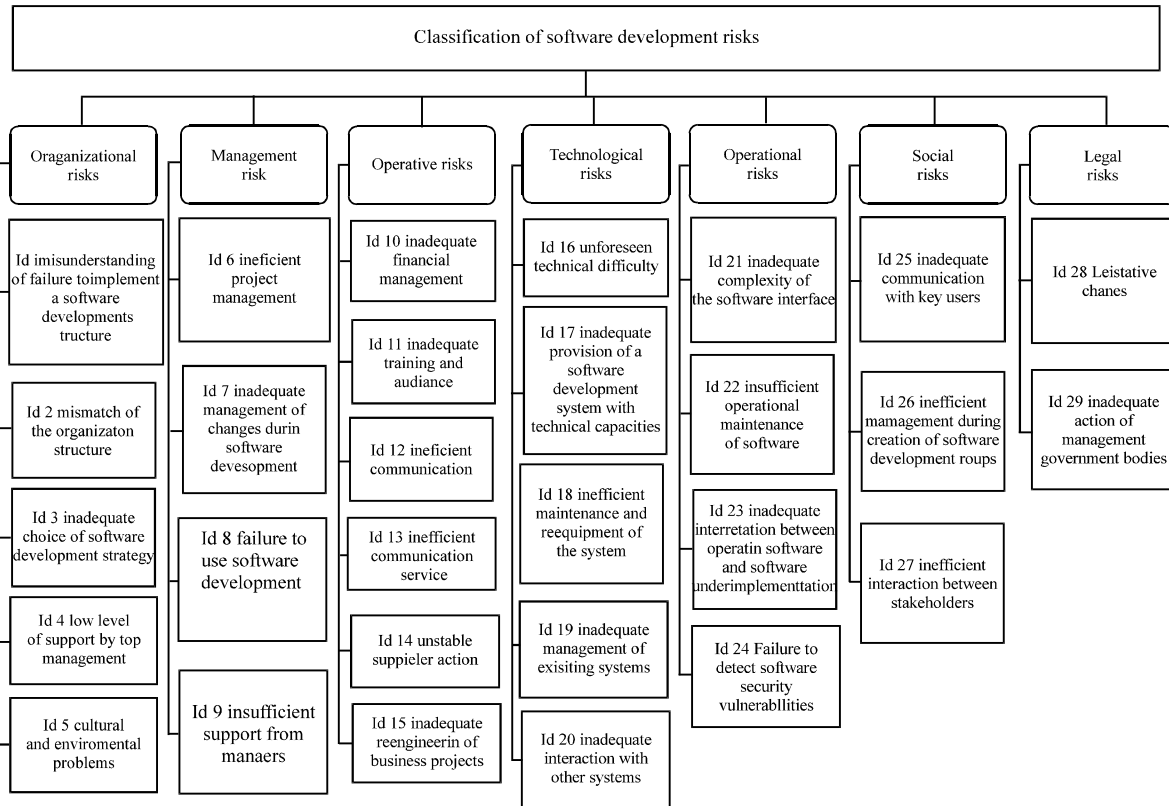 Classification of software development risks
Oraganizational
risks
Id imisunderstanding
of failure toimplement
a software
developments
tructure
Id 2 mismatch of
the organizaton
structure
Id 3 inadequate
choice of software
development strategy
Id 4 low level
of support by top
management
Id 5 cultural
and enviromental
problems
Management
risk
Id 6 ineficient
project
management
Id 7 inadequate
management of
changes durin
software
devesopment
Id 8 failure to
use software
development
Id 9 insufficient
support from
manaers
Operative risks
Id 10 inadequate
financial
management
Id 11 inadequate
training and
audiance
Id 12 ineficient
communication
Id 13 inefficient
communication
service
Id 14 unstable
suppieler action
Id 15 inadequate
reengineerin of
business projects
Technological
risks
Id 16 unforeseen
technical difficulty
Id 17 inadequate
provision of a
software
development
system with
technical capacities
Id 18 inefficient
maintenance and
reequipment of
the system
Id 19 inadequate
management of
exisiting systems
Id 20 inadequate
interaction with
other systems
Operational
risks
Id 21 inadequate
complexity of
the software interface
Id 22 insufficient
operational
maintenance
of software
Id 23 inadequate
interretation between
operatin software
and software
underimplementtation
Id 24 Failure to
detect software
security
vulnerabllities
Social
risks
Id 25 inadequate
communication
with key users
Id 26 inefficient
mamagement during
creation of software
development roups
Id 27 inefficient
interaction between
stakeholders
Legal
risks
Id 28 Leistative
chanes
Id 29 inadequate
action of
management
government bodies